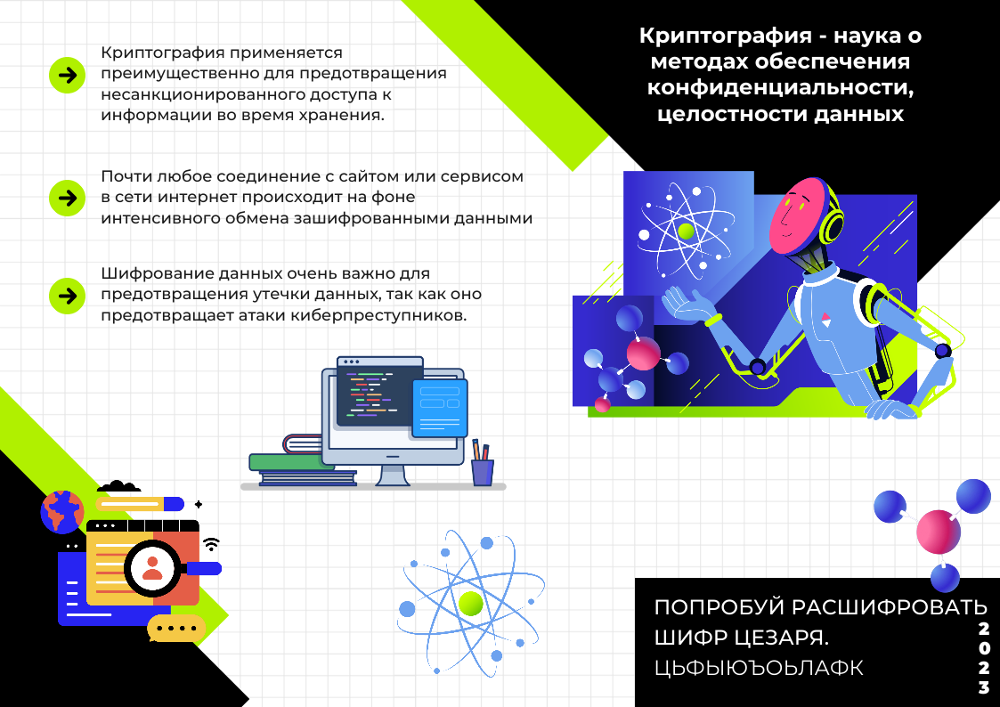 Криптография применяется
преимущественно для предотвращения
несанкционированного доступа к
информации во время хранения.
Почти любое соединение с сайтом или сервисом
в сети интернет происходит на фоне
интенсивного обмена зашифрованными данными
Шифрование данных очень важно для
предотвращения утечки данных, так как оно
предотвращает атаки киберпреступников.
Криптография - наука о
методах обеспечения
конфиденциальности,
целостности данных
ПОПРОБУЙ РАСШИФРОВАТЬ
ШИФР ЦЕЗАРЯ.
ЦЬФЫЮЪОЬЛАФК
2
0
2
3